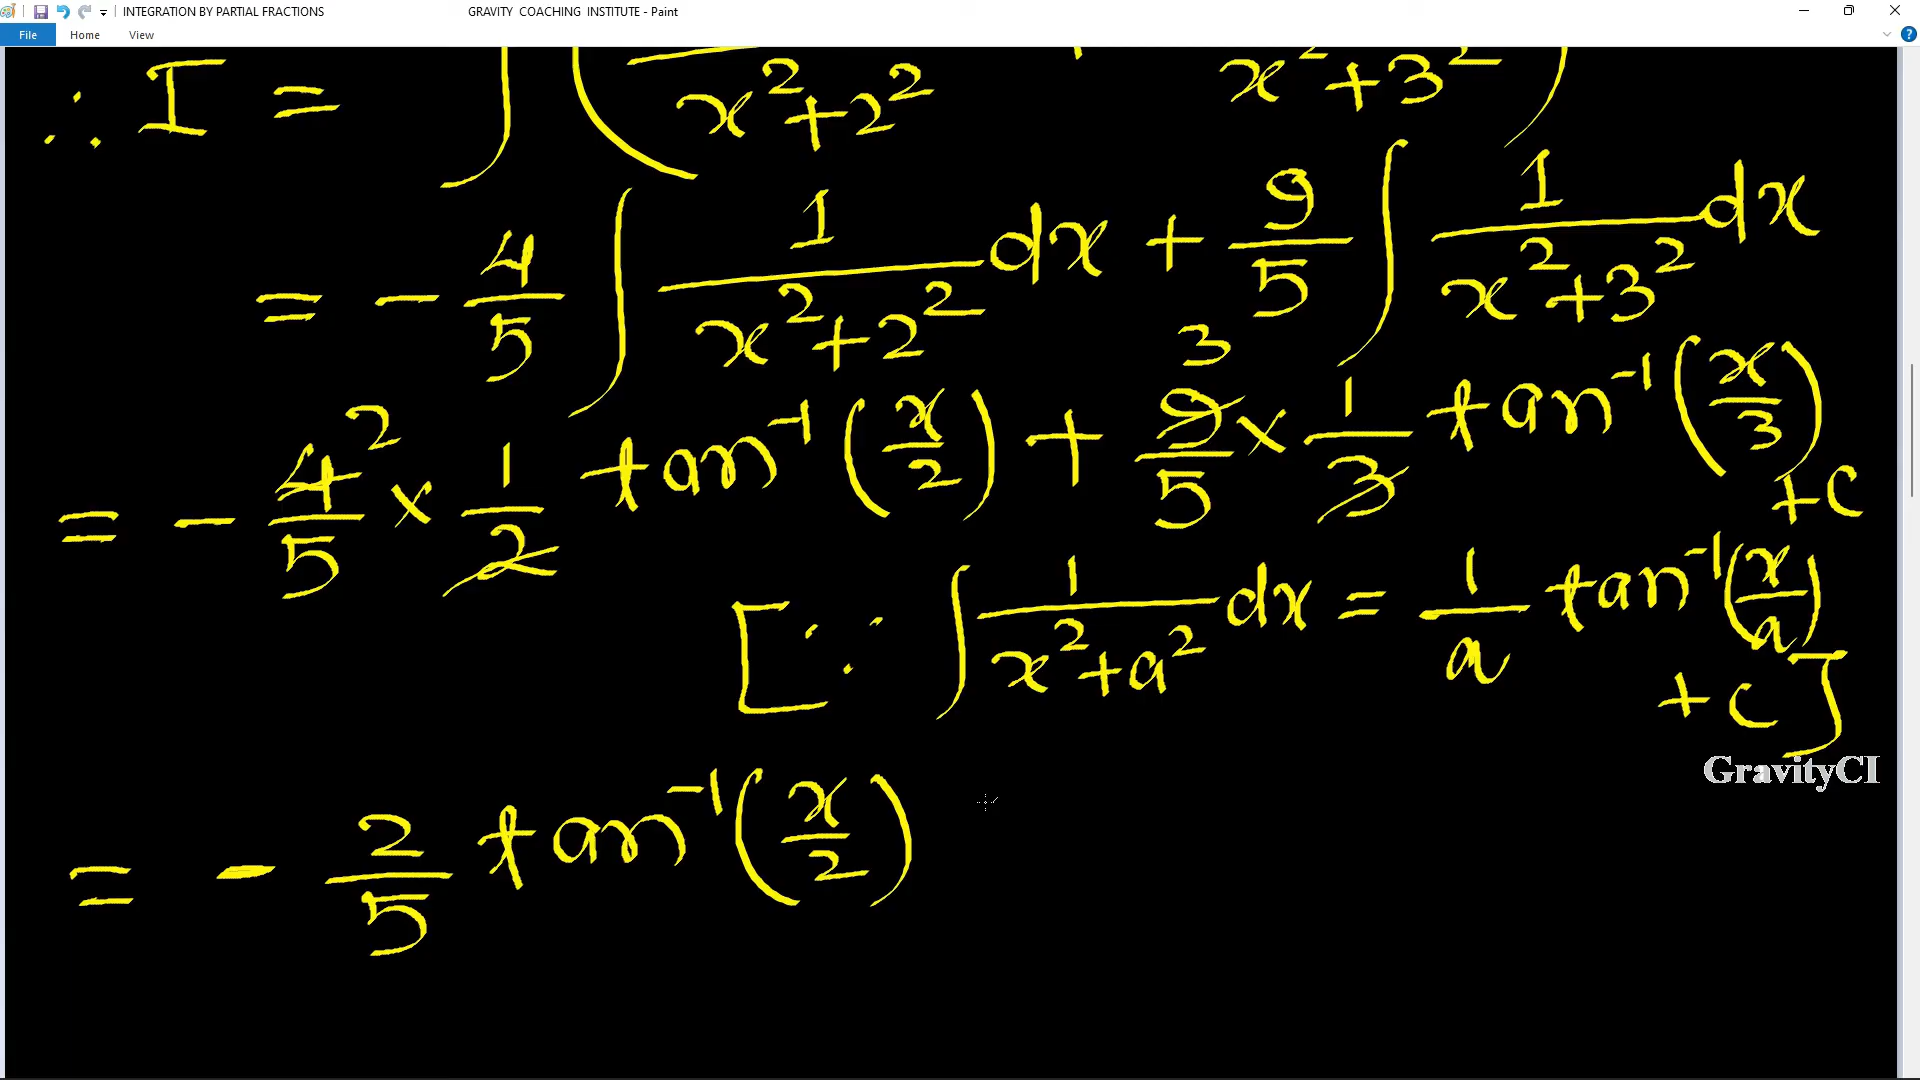 INTEGRATION BY PARTIAL FRACTIONS GRAVITY COACHING INSTITUTE - Paint
File Home View
∴ I = ∫( /(x²+2²) + /(x²+3²))
= - 4/5 ∫ 1/(x²+2²) dx + 9/5 ∫ 1/(x²+3²) dx
= - 4/5 2 × 1/2 tan⁻¹(x/2) + 9/5 3 × 1/3 tan⁻¹(x/3) + C
[∵ ∫ 1/(x²+a²) dx = 1/a tan⁻¹(x/a) + C]
GravityCI
= - 2/5 tan⁻¹(x/2)